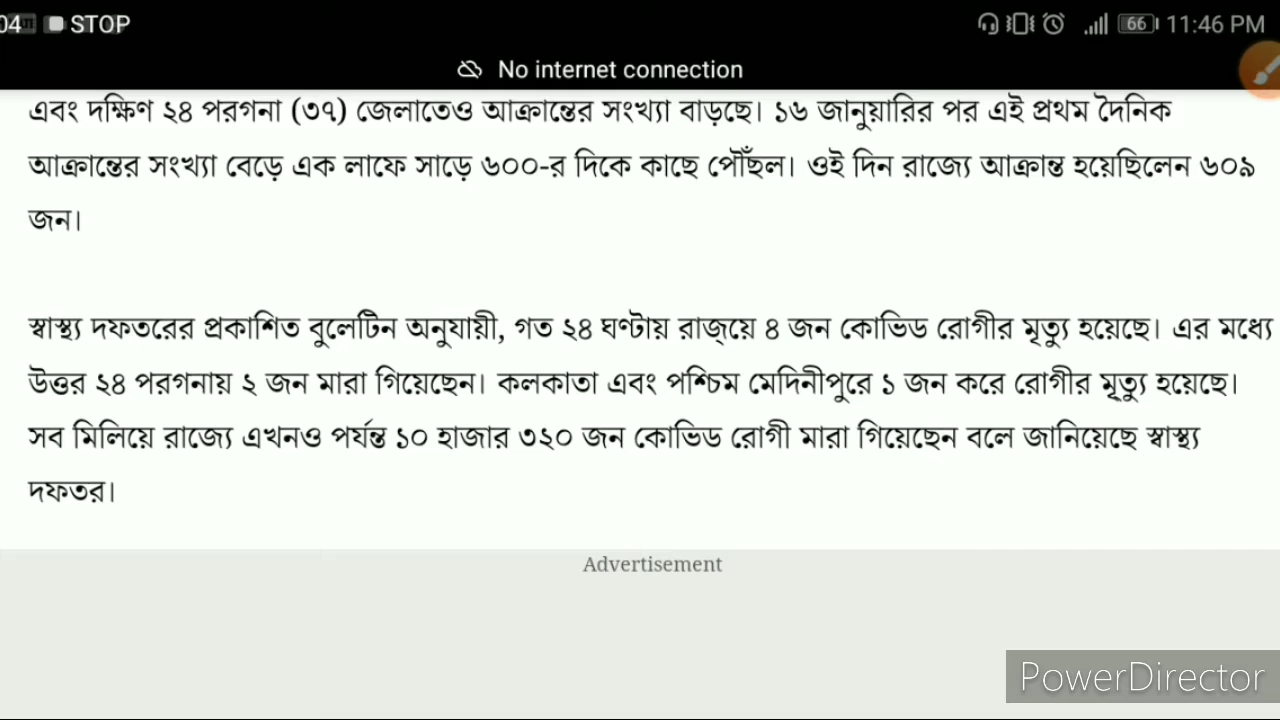 04 STOP 66 11:46 PM
No internet connection
এবং দক্ষিণ ২৪ পরগনা (৩৭) জেলাতেও আক্রান্তের সংখ্যা বাড়ছে। ১৬ জানুয়ারির পর এই প্রথম দৈনিক
আক্রান্তের সংখ্যা বেড়ে এক লাফে সাড়ে ৬০০-র দিকে কাছে পৌঁছল। ওই দিন রাজ্যে আক্রান্ত হয়েছিলেন ৬০৯
জন।
স্বাস্থ্য দফতরের প্রকাশিত বুলেটিন অনুযায়ী, গত ২৪ ঘণ্টায় রাজ্‌য়ে ৪ জন কোভিড রোগীর মৃত্যু হয়েছে। এর মধ্যে
উত্তর ২৪ পরগনায় ২ জন মারা গিয়েছেন। কলকাতা এবং পশ্চিম মেদিনীপুরে ১ জন করে রোগীর মৃত্যু হয়েছে।
সব মিলিয়ে রাজ্যে এখনও পর্যন্ত ১০ হাজার ৩২০ জন কোভিড রোগী মারা গিয়েছেন বলে জানিয়েছে স্বাস্থ্য
দফতর।
Advertisement
PowerDirector